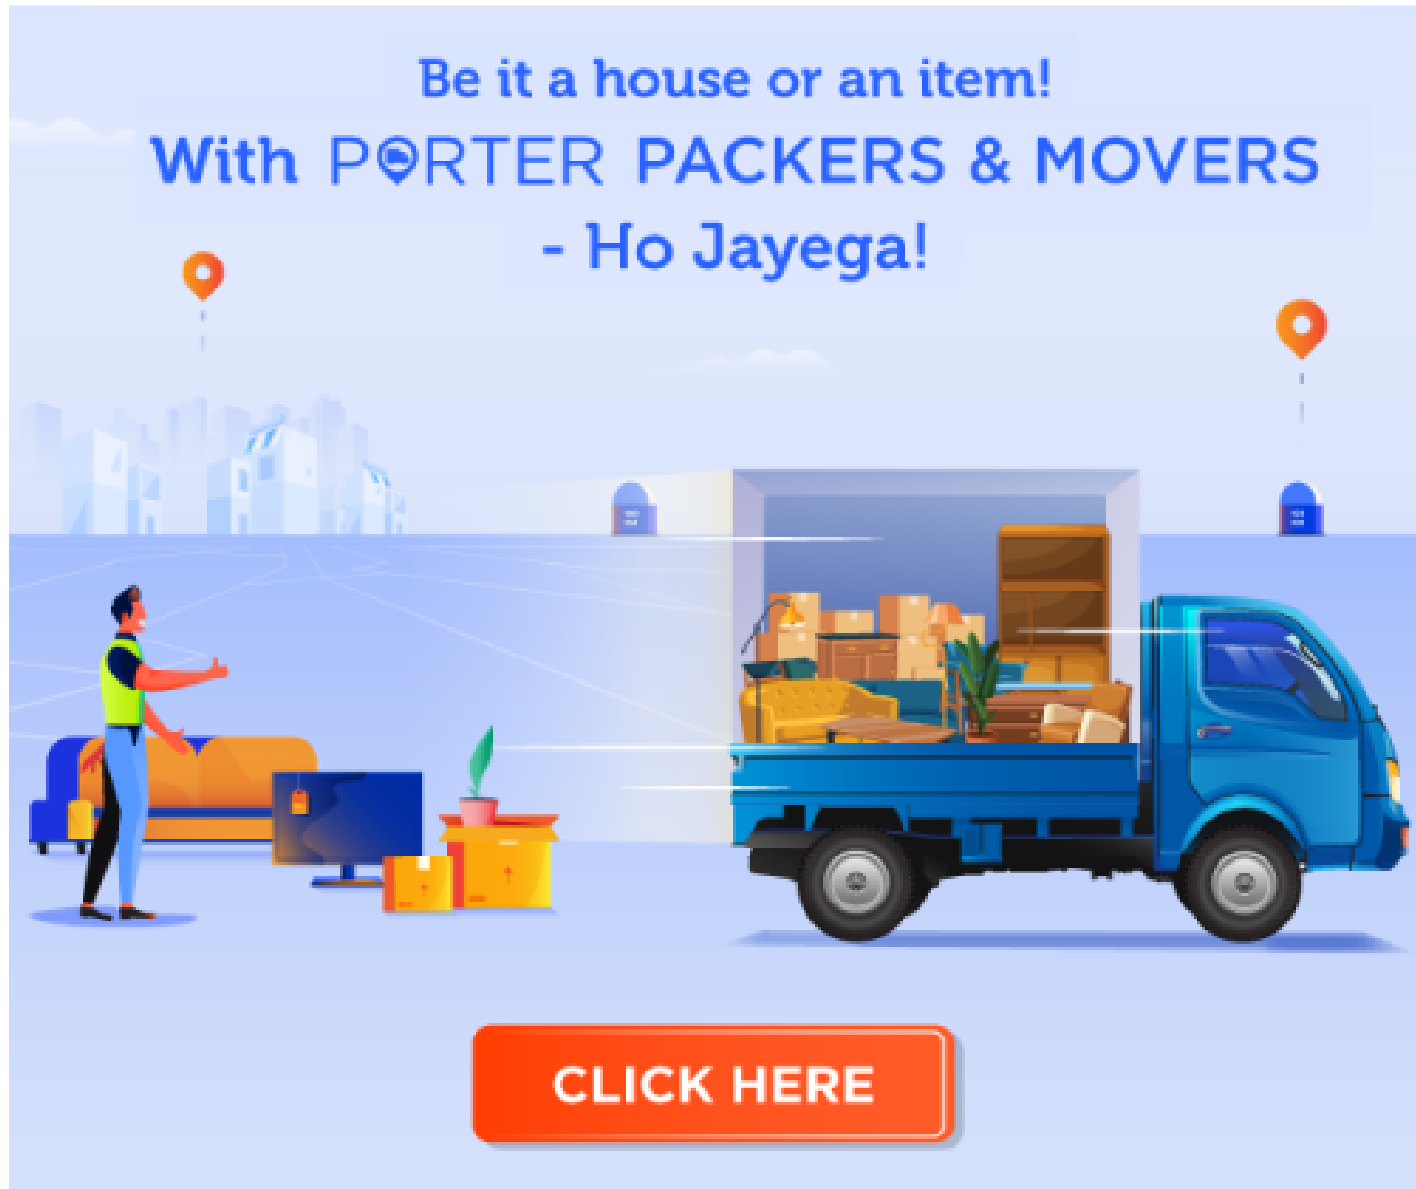 Be it a house or an item!
With PORTER PACKERS & MOVERS
- Ho Jayega!
CLICK HERE